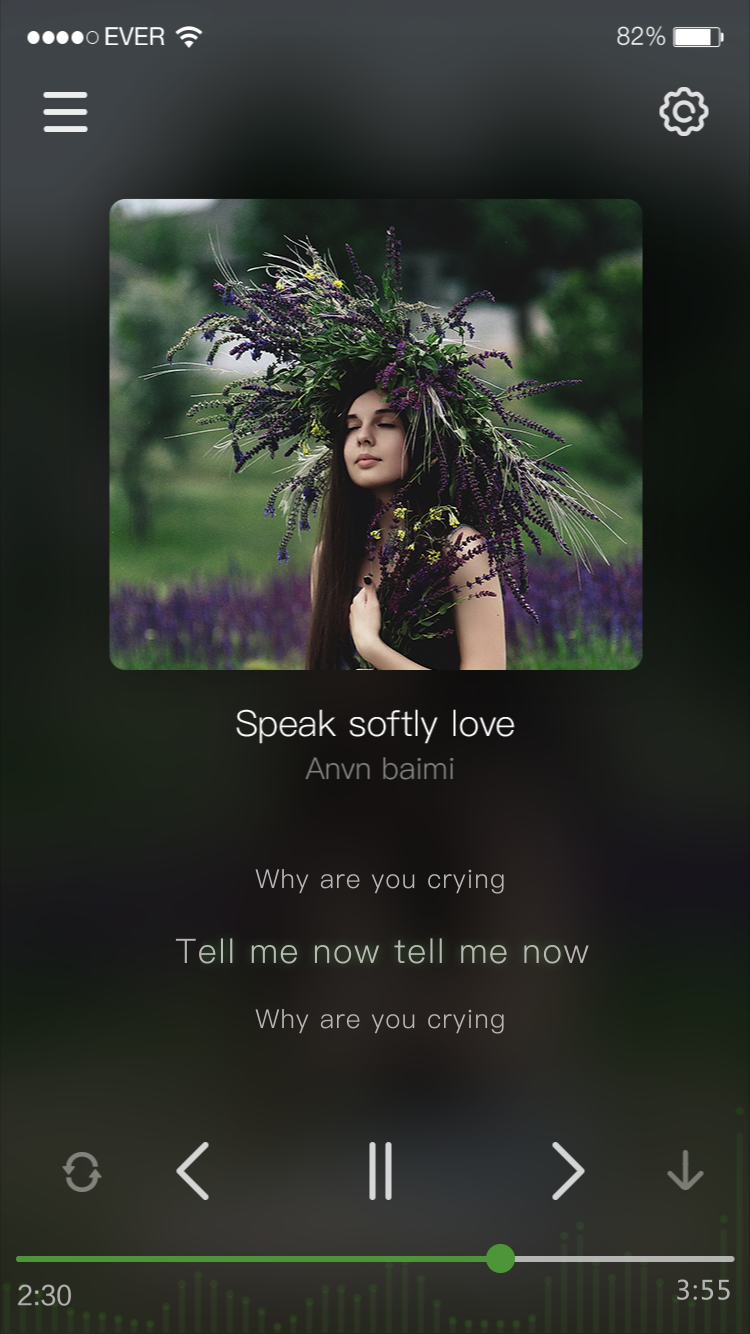 EVER 82%
Speak softly love
Anvn baimi
Why are you crying
Tell me now tell me now
Why are you crying
2:30 3:55